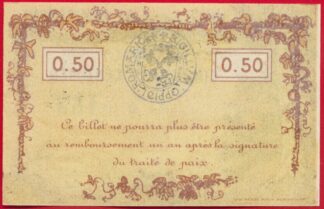 0.50 0.50
Ce billet ne pourra plus être présenté
au remboursement un an après la signature
du traité de paix.